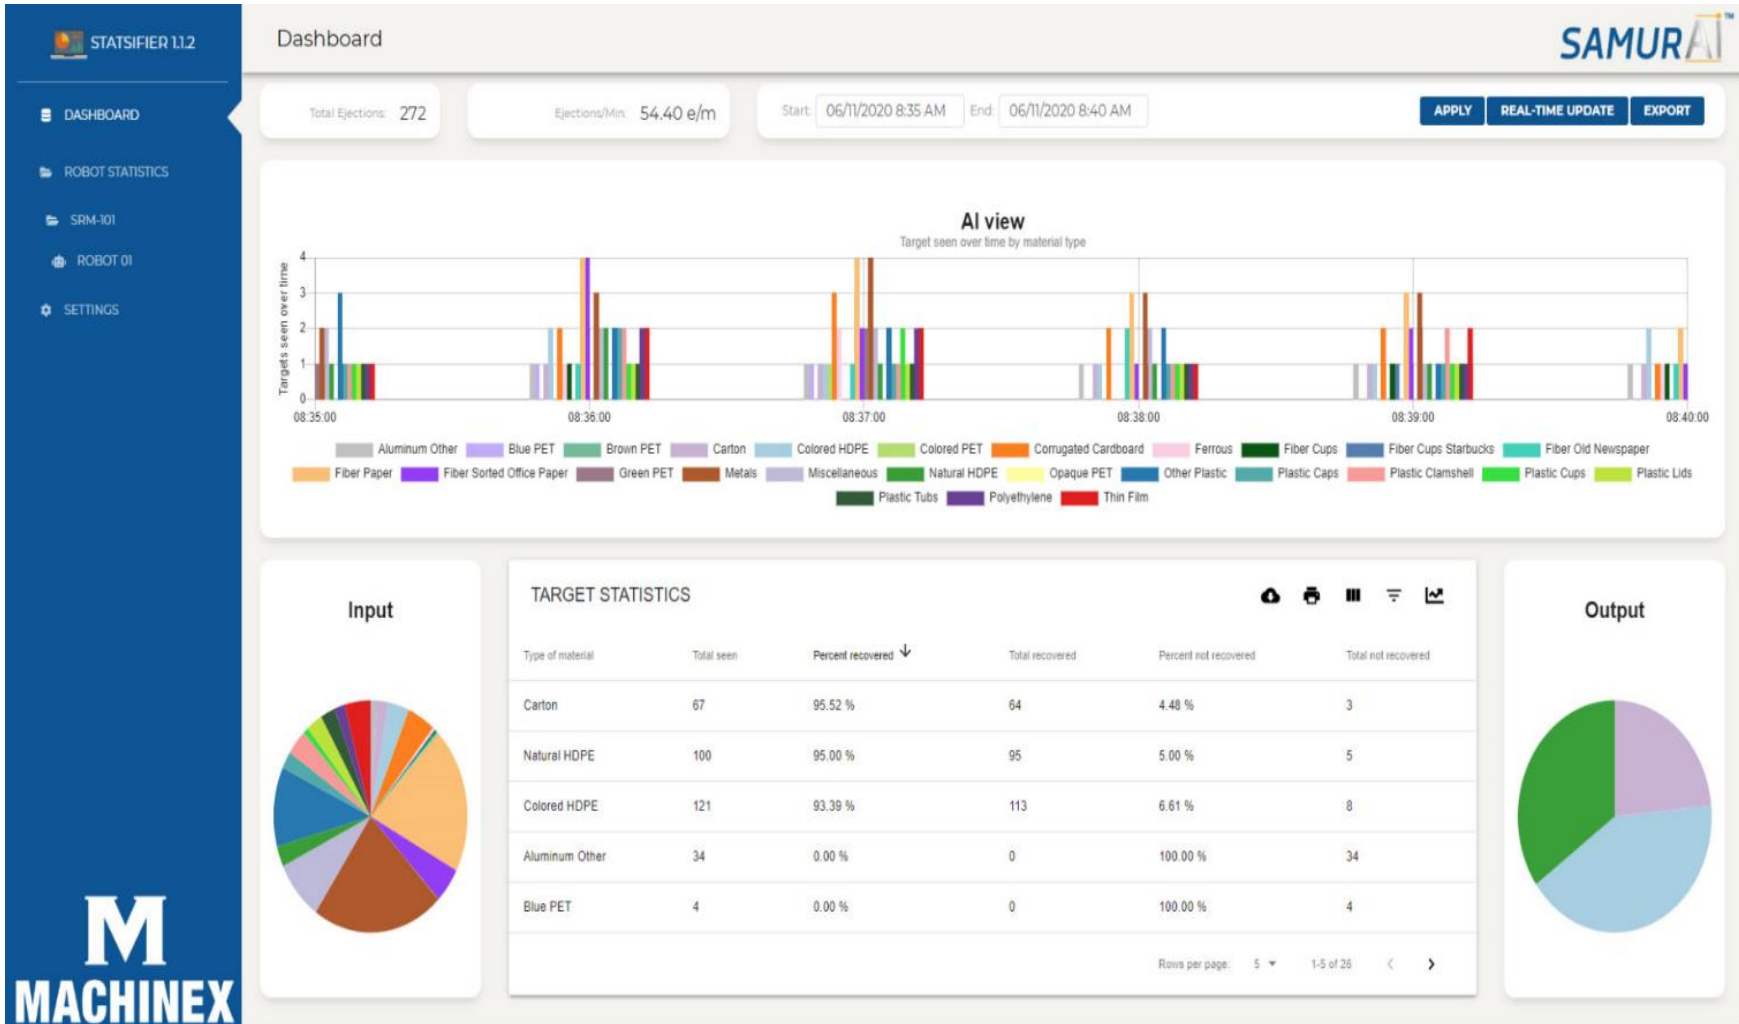 STATSIFIER 1.1.2
Dashboard
SAMURAI™
DASHBOARD
ROBOT STATISTICS
SRM-101
ROBOT 01
SETTINGS
MACHINEX
Total Ejections: 272
Ejections/Min: 54.40 e/m
Start: 06/11/2020 8:35 AM End: 06/11/2020 8:40 AM
APPLY REAL-TIME UPDATE EXPORT
AI view
Target seen over time by material type
Targets seen over time
4
3
2
1
0
08:35:00 08:36:00 08:37:00 08:38:00 08:39:00 08:40:00
Aluminum Other Blue PET Brown PET Carton Colored HDPE Colored PET Corrugated Cardboard Ferrous Fiber Cups Fiber Cups Starbucks Fiber Old Newspaper
Fiber Paper Fiber Sorted Office Paper Green PET Metals Miscellaneous Natural HDPE Opaque PET Other Plastic Plastic Caps Plastic Clamshell Plastic Cups Plastic Lids
Plastic Tubs Polyethylene Thin Film
Input
TARGET STATISTICS
Type of material Total seen Percent recovered Total recovered Percent not recovered Total not recovered
Carton 67 95.52 % 64 4.48 % 3
Natural HDPE 100 95.00 % 95 5.00 % 5
Colored HDPE 121 93.39 % 113 6.61 % 8
Aluminum Other 34 0.00 % 0 100.00 % 34
Blue PET 4 0.00 % 0 100.00 % 4
Rows per page: 5 1-5 of 26
Output